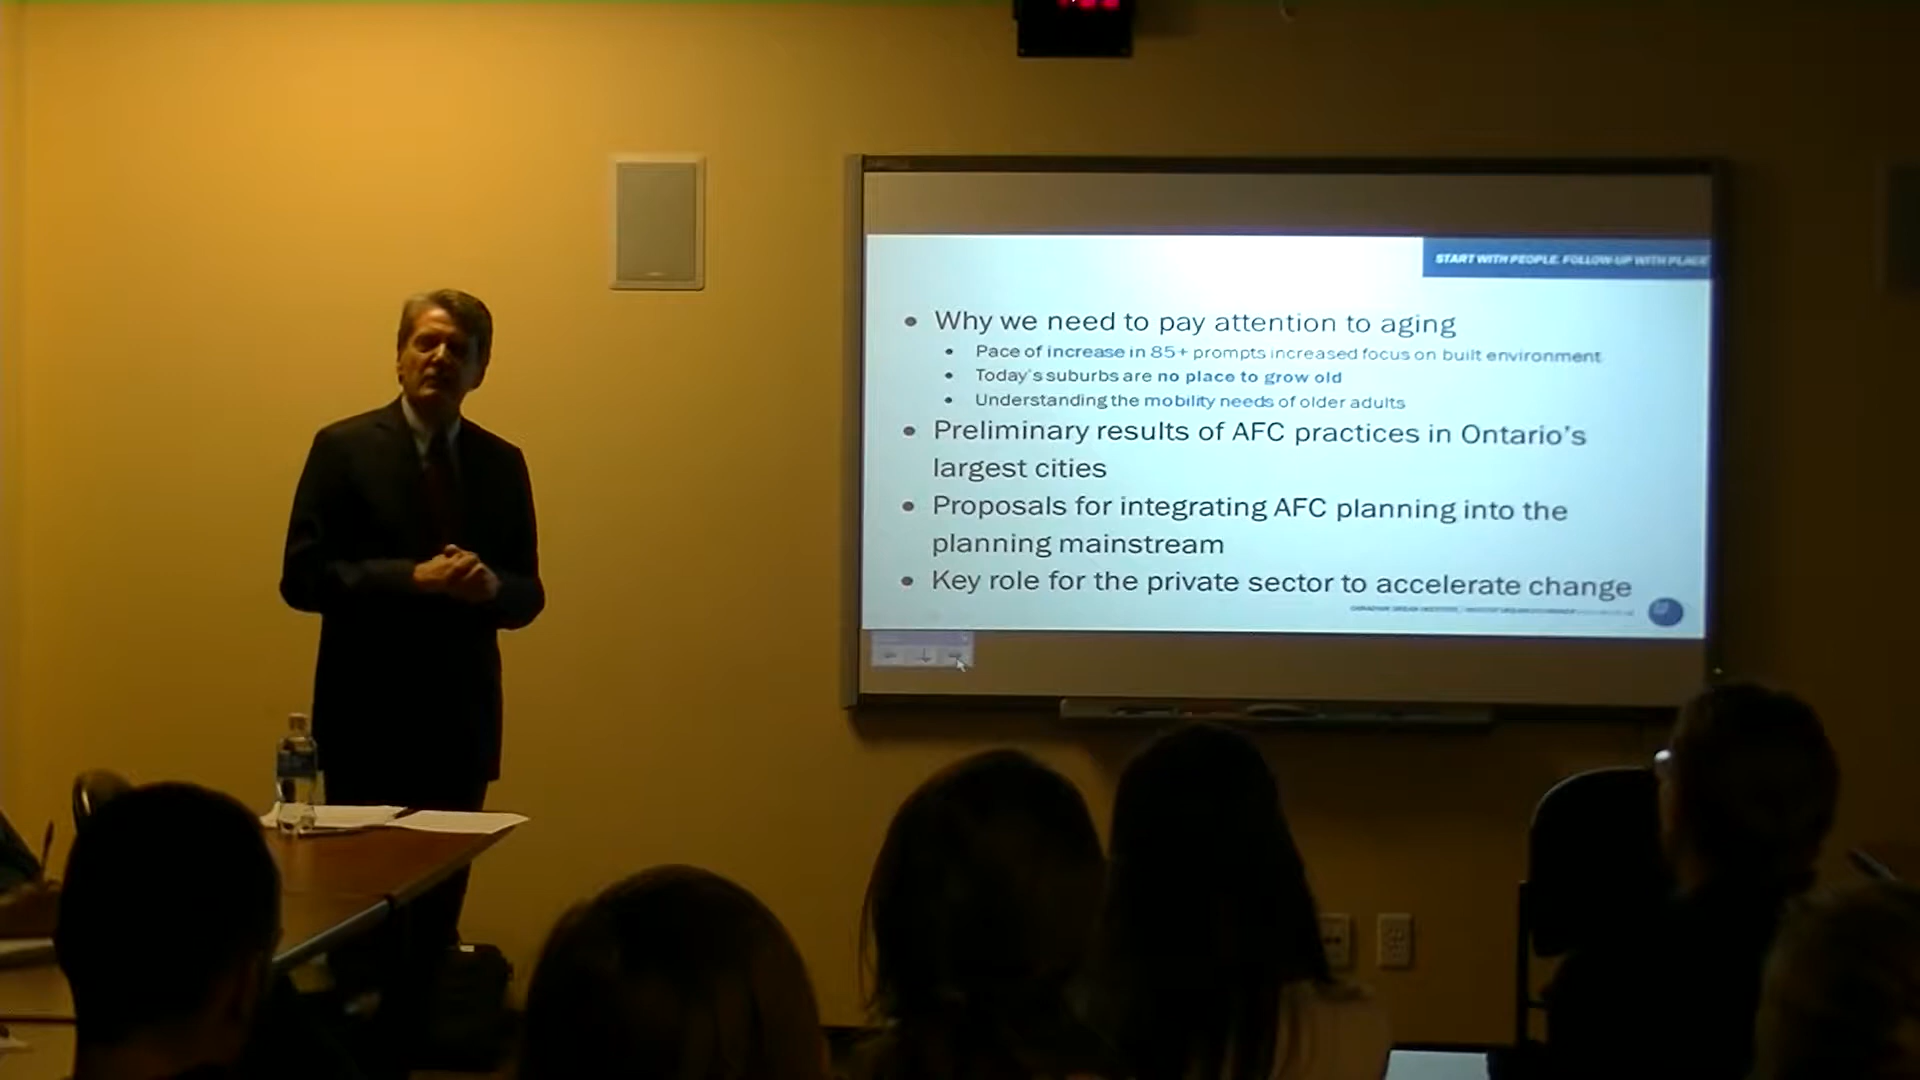 START WITH PEOPLE. FOLLOW-UP WITH PLACE
• Why we need to pay attention to aging
• Pace of increase in 85+ prompts increased focus on built environment
• Today's suburbs are no place to grow old
• Understanding the mobility needs of older adults
• Preliminary results of AFC practices in Ontario's
largest cities
• Proposals for integrating AFC planning into the
planning mainstream
• Key role for the private sector to accelerate change
CANADIAN URBAN INSTITUTE